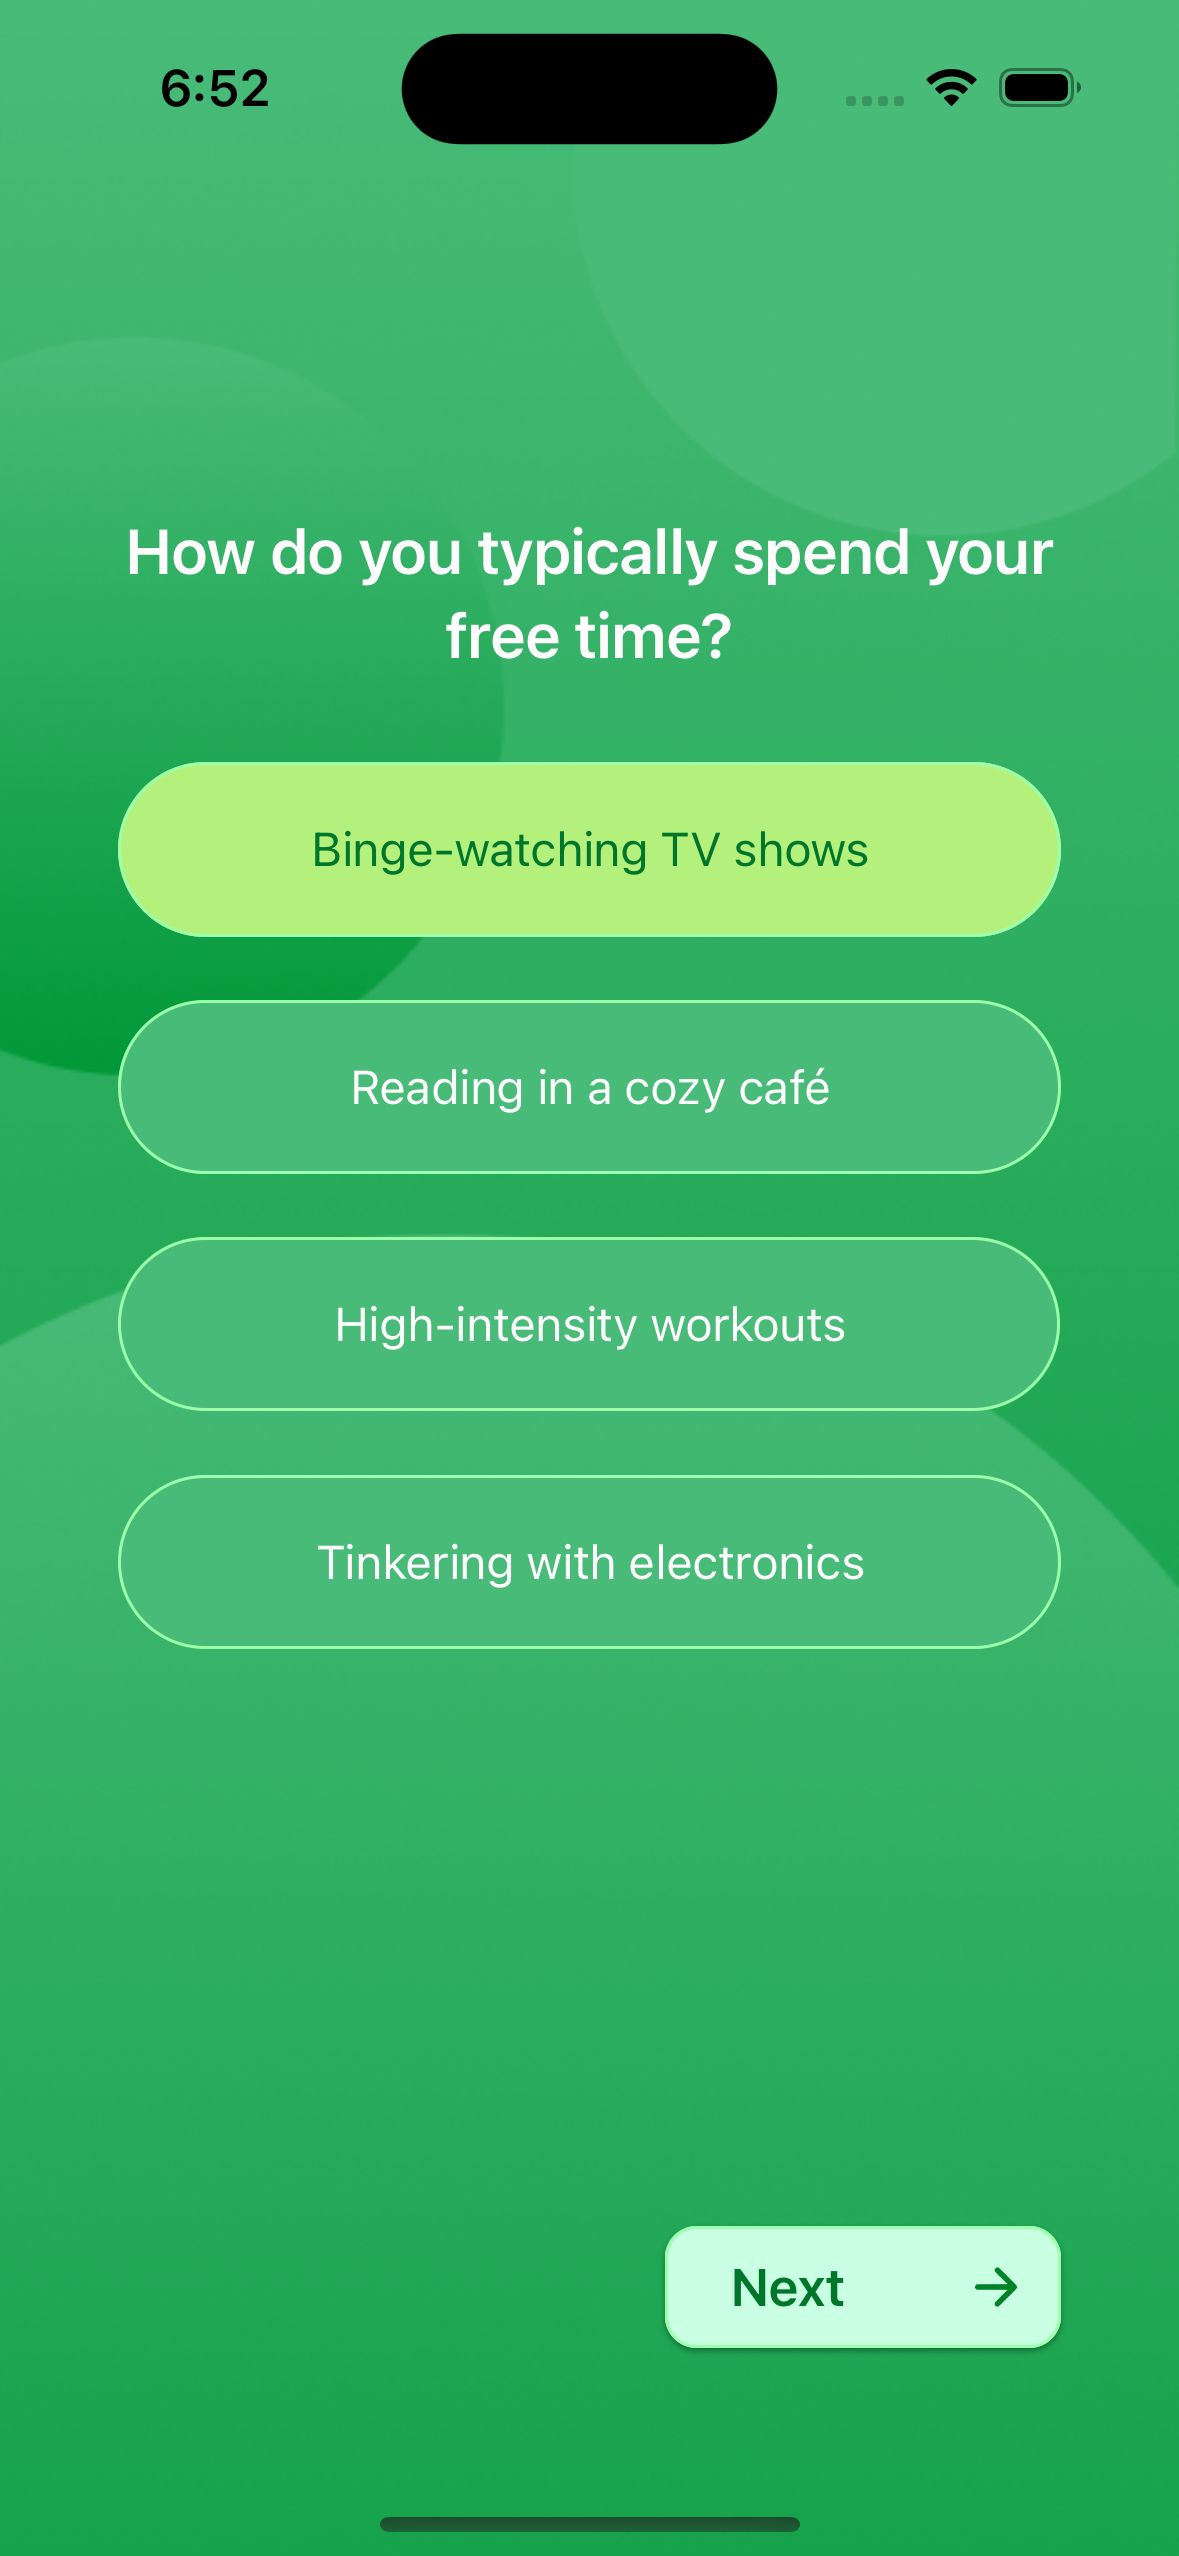 6:52
How do you typically spend your
free time?
Binge-watching TV shows
Reading in a cozy café
High-intensity workouts
Tinkering with electronics
Next